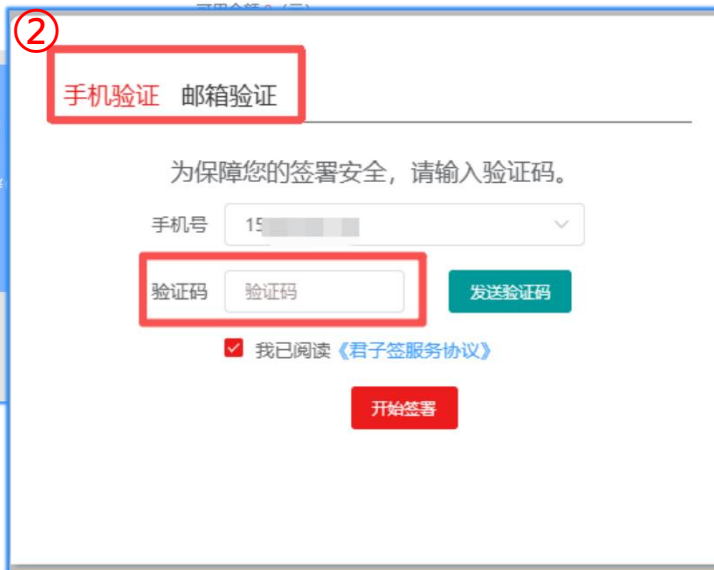 ②
手机验证 邮箱验证
为保障您的签署安全，请输入验证码。
手机号 15
验证码 验证码 发送验证码
我已阅读《君子签服务协议》
开始签署